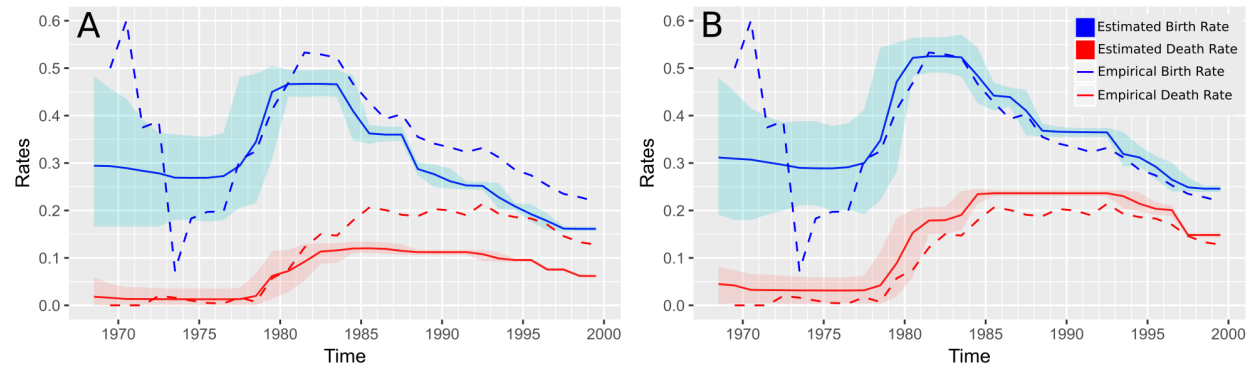 A
0.6
0.5
0.4
0.3
0.2
0.1
0.0
Rates
1970
1975
1980
1985
1990
1995
2000
Time
B
0.6
0.5
0.4
0.3
0.2
0.1
0.0
Rates
1970
1975
1980
1985
1990
1995
2000
Time
Estimated Birth Rate
Estimated Death Rate
Empirical Birth Rate
Empirical Death Rate